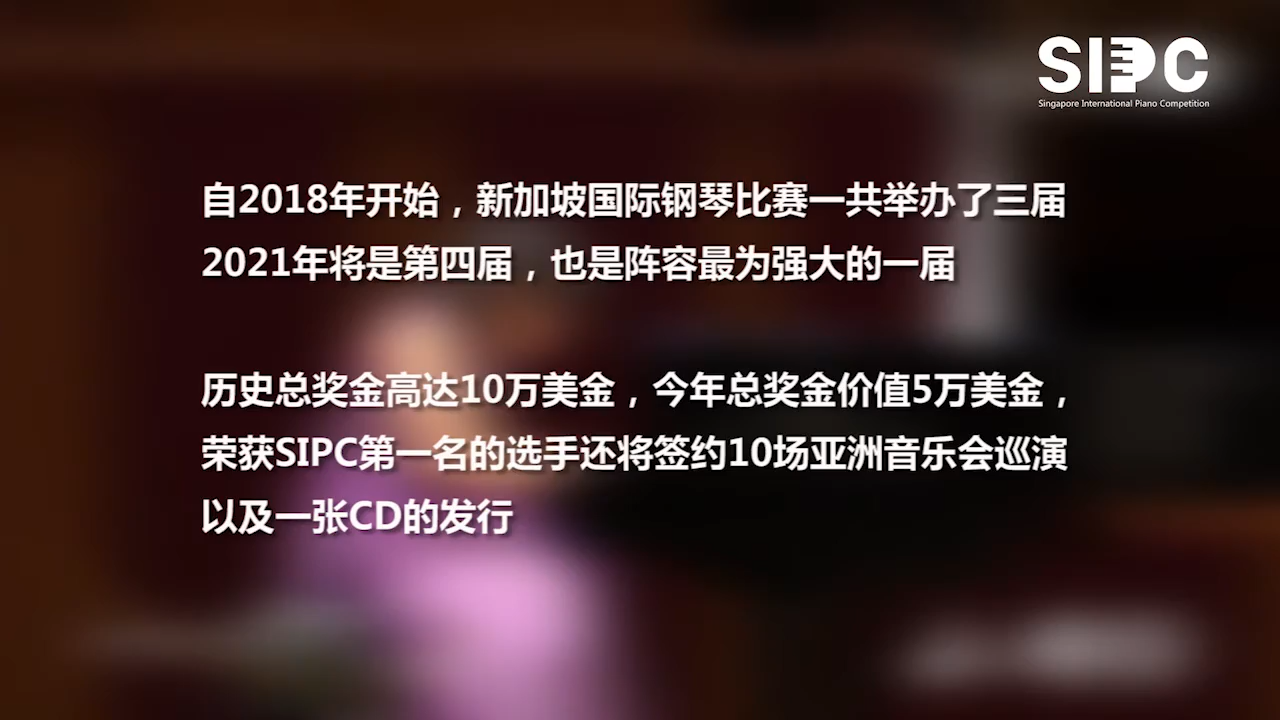 SIPC
Singapore International Piano Competition
自2018年开始，新加坡国际钢琴比赛一共举办了三届
2021年将是第四届，也是阵容最为强大的一届
历史总奖金高达10万美金，今年总奖金价值5万美金，
荣获SIPC第一名的选手还将签约10场亚洲音乐会巡演
以及一张CD的发行